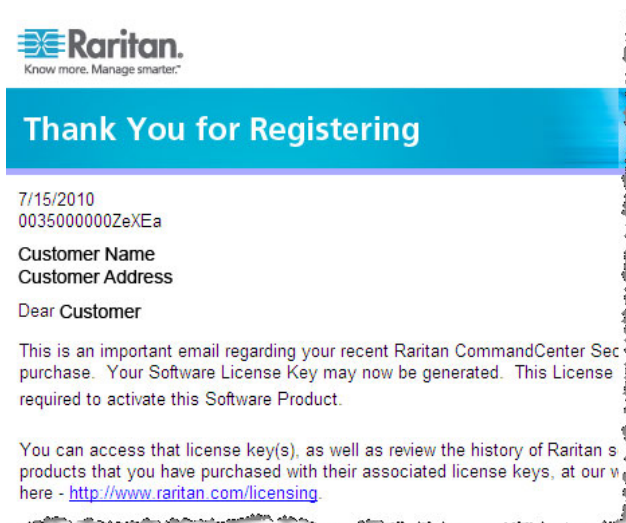 Raritan.
Know more. Manage smarter.™
Thank You for Registering
7/15/2010
0035000000ZeXEa
Customer Name
Customer Address
Dear Customer
This is an important email regarding your recent Raritan CommandCenter Sec
purchase. Your Software License Key may now be generated. This License
required to activate this Software Product.
You can access that license key(s), as well as review the history of Raritan s
products that you have purchased with their associated license keys, at our w
here - http://www.raritan.com/licensing.